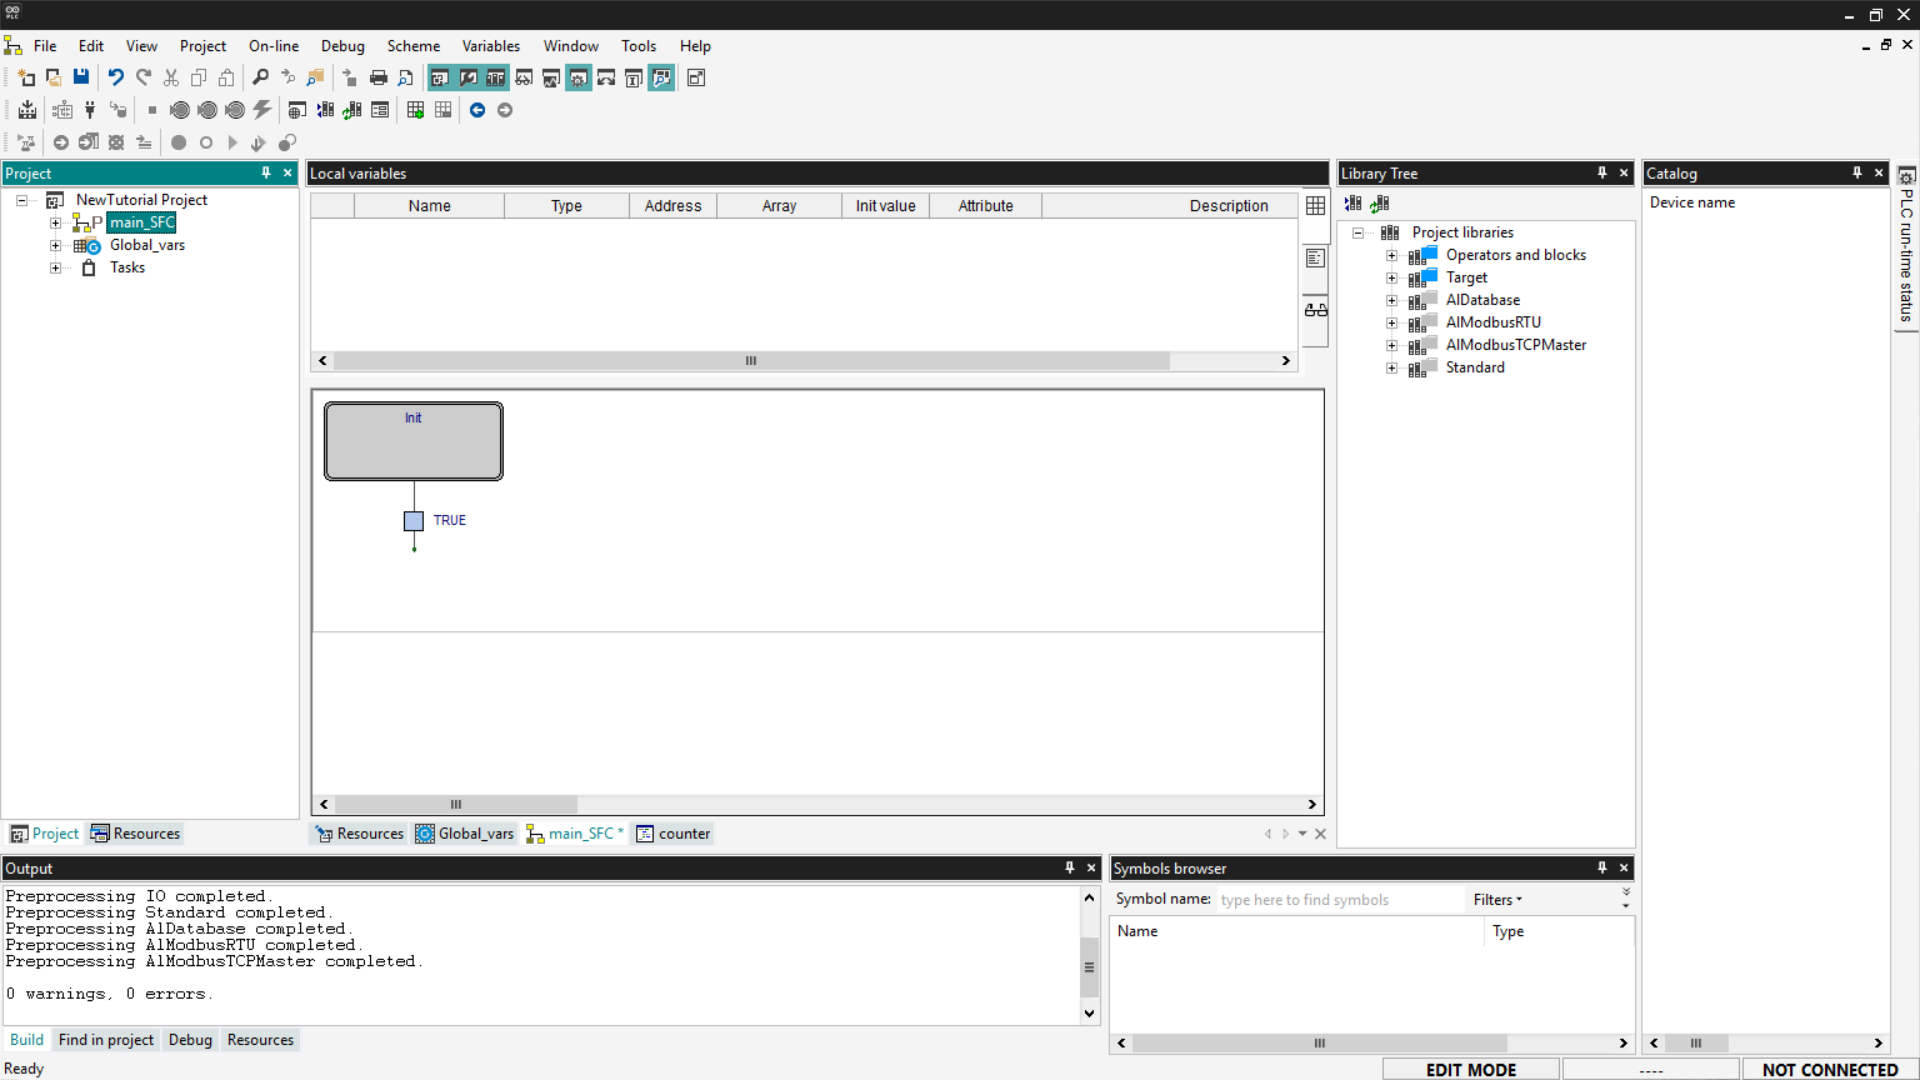 PLC
File Edit View Project On-line Debug Scheme Variables Window Tools Help
Project
NewTutorial Project
main_SFC
Global_vars
Tasks
Project Resources
Local variables
Name Type Address Array Init value Attribute Description
Init
TRUE
Resources Global_vars main_SFC * counter
Library Tree
Project libraries
Operators and blocks
Target
AlDatabase
AlModbusRTU
AlModbusTCPMaster
Standard
Catalog
Device name
PLC run-time status
Output
Preprocessing IO completed.
Preprocessing Standard completed.
Preprocessing AlDatabase completed.
Preprocessing AlModbusRTU completed.
Preprocessing AlModbusTCPMaster completed.
0 warnings, 0 errors.
Build Find in project Debug Resources
Symbols browser
Symbol name: type here to find symbols Filters
Name Type
Ready EDIT MODE ---- NOT CONNECTED